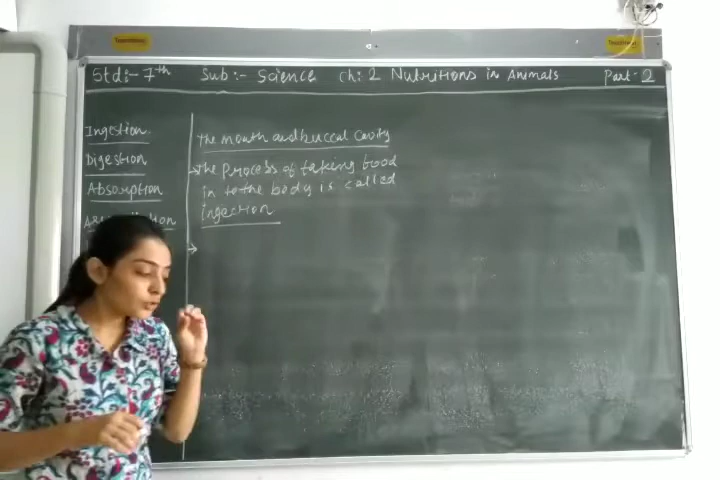 Std:- 7th Sub :- Science Ch: 2 Nutritions in Animals Part- 2
Ingestion
Digestion
Absorption
The mouth and buccal cavity
The Process of taking food
in to the body is called
ingestion